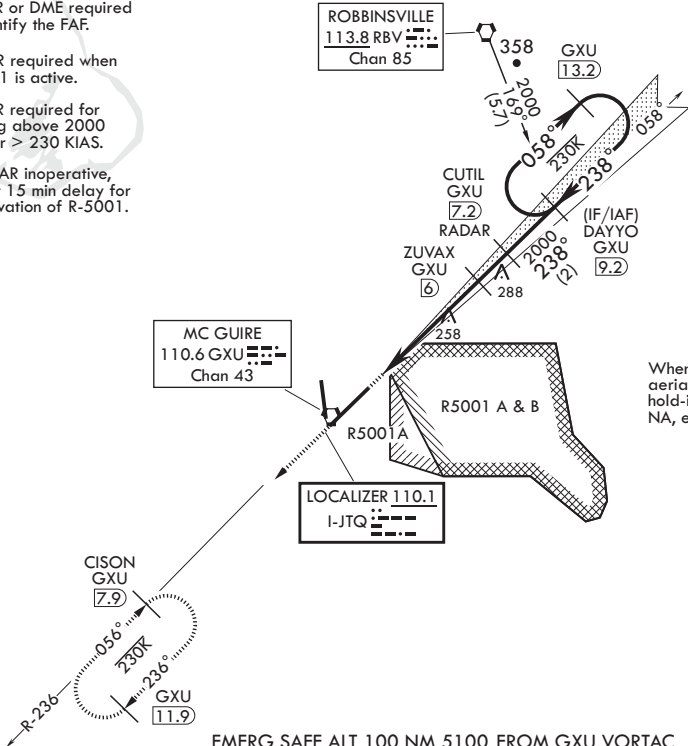 R or DME required
ntify the FAF.
R required when
1 is active.
R required for
g above 2000
r > 230 KIAS.
AR inoperative,
15 min delay for
vation of R-5001.
ROBBINSVILLE
113.8 RBV
Chan 85
358
GXU
13.2
2000
169°
(5.7)
058°
230K
238°
058°
CUTIL
GXU
7.2
RADAR
(IF/IAF)
DAYYO
GXU
9.2
2000
238°
(2)
ZUVAX
GXU
6
288
258
MC GUIRE
110.6 GXU
Chan 43
R5001A
R5001 A & B
When
aeria
hold-i
NA, e
LOCALIZER 110.1
I-JTQ
CISON
GXU
7.9
056°
230K
236°
GXU
11.9
R-236
EMERG SAFE ALT 100 NM 5100 FROM GXU VORTAC